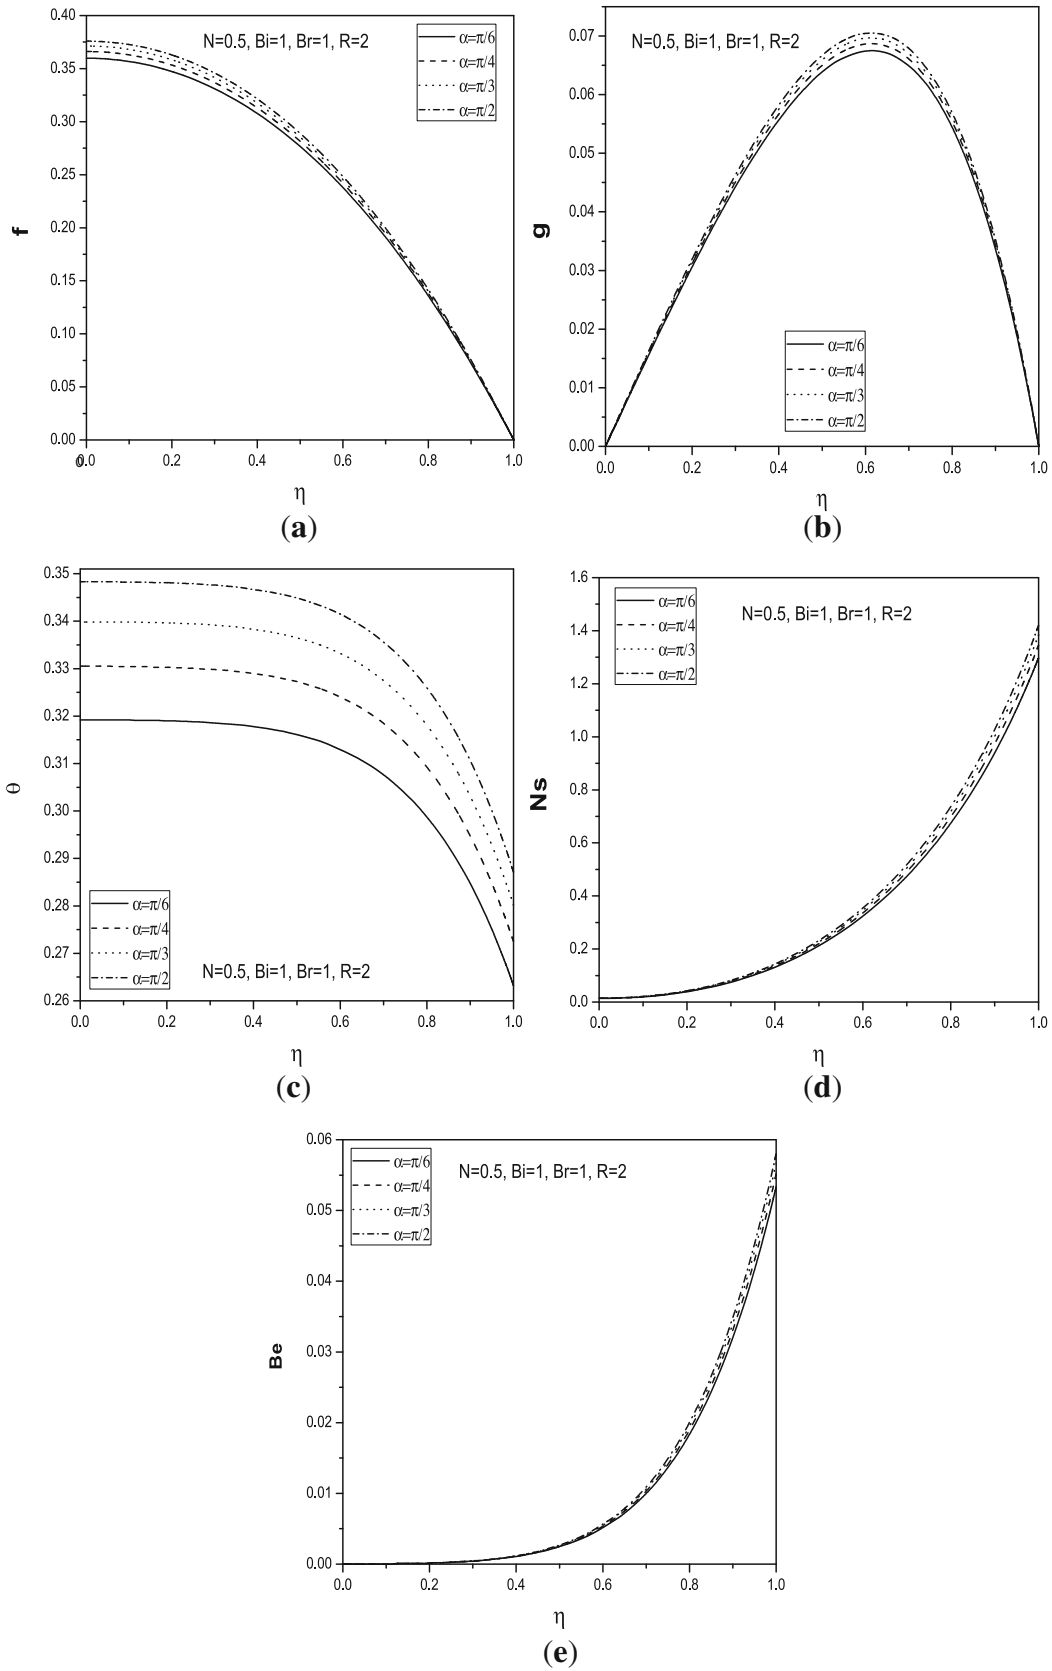 0.40
0.35
0.30
0.25
0.20
0.15
0.10
0.05
0.00
f
N=0.5, Bi=1, Br=1, R=2
α=π/6
α=π/4
α=π/3
α=π/2
0
0.0 0.2 0.4 0.6 0.8 1.0
η
(a)
0.07
0.06
0.05
0.04
0.03
0.02
0.01
0.00
g
N=0.5, Bi=1, Br=1, R=2
α=π/6
α=π/4
α=π/3
α=π/2
0.0 0.2 0.4 0.6 0.8 1.0
η
(b)
0.35
0.34
0.33
0.32
0.31
0.30
0.29
0.28
0.27
0.26
θ
α=π/6
α=π/4
α=π/3
α=π/2
N=0.5, Bi=1, Br=1, R=2
0.0 0.2 0.4 0.6 0.8 1.0
η
(c)
1.6
1.4
1.2
1.0
0.8
0.6
0.4
0.2
0.0
Ns
α=π/6
α=π/4
α=π/3
α=π/2
N=0.5, Bi=1, Br=1, R=2
0.0 0.2 0.4 0.6 0.8 1.0
η
(d)
0.06
0.05
0.04
0.03
0.02
0.01
0.00
Be
α=π/6
α=π/4
α=π/3
α=π/2
N=0.5, Bi=1, Br=1, R=2
0.0 0.2 0.4 0.6 0.8 1.0
η
(e)